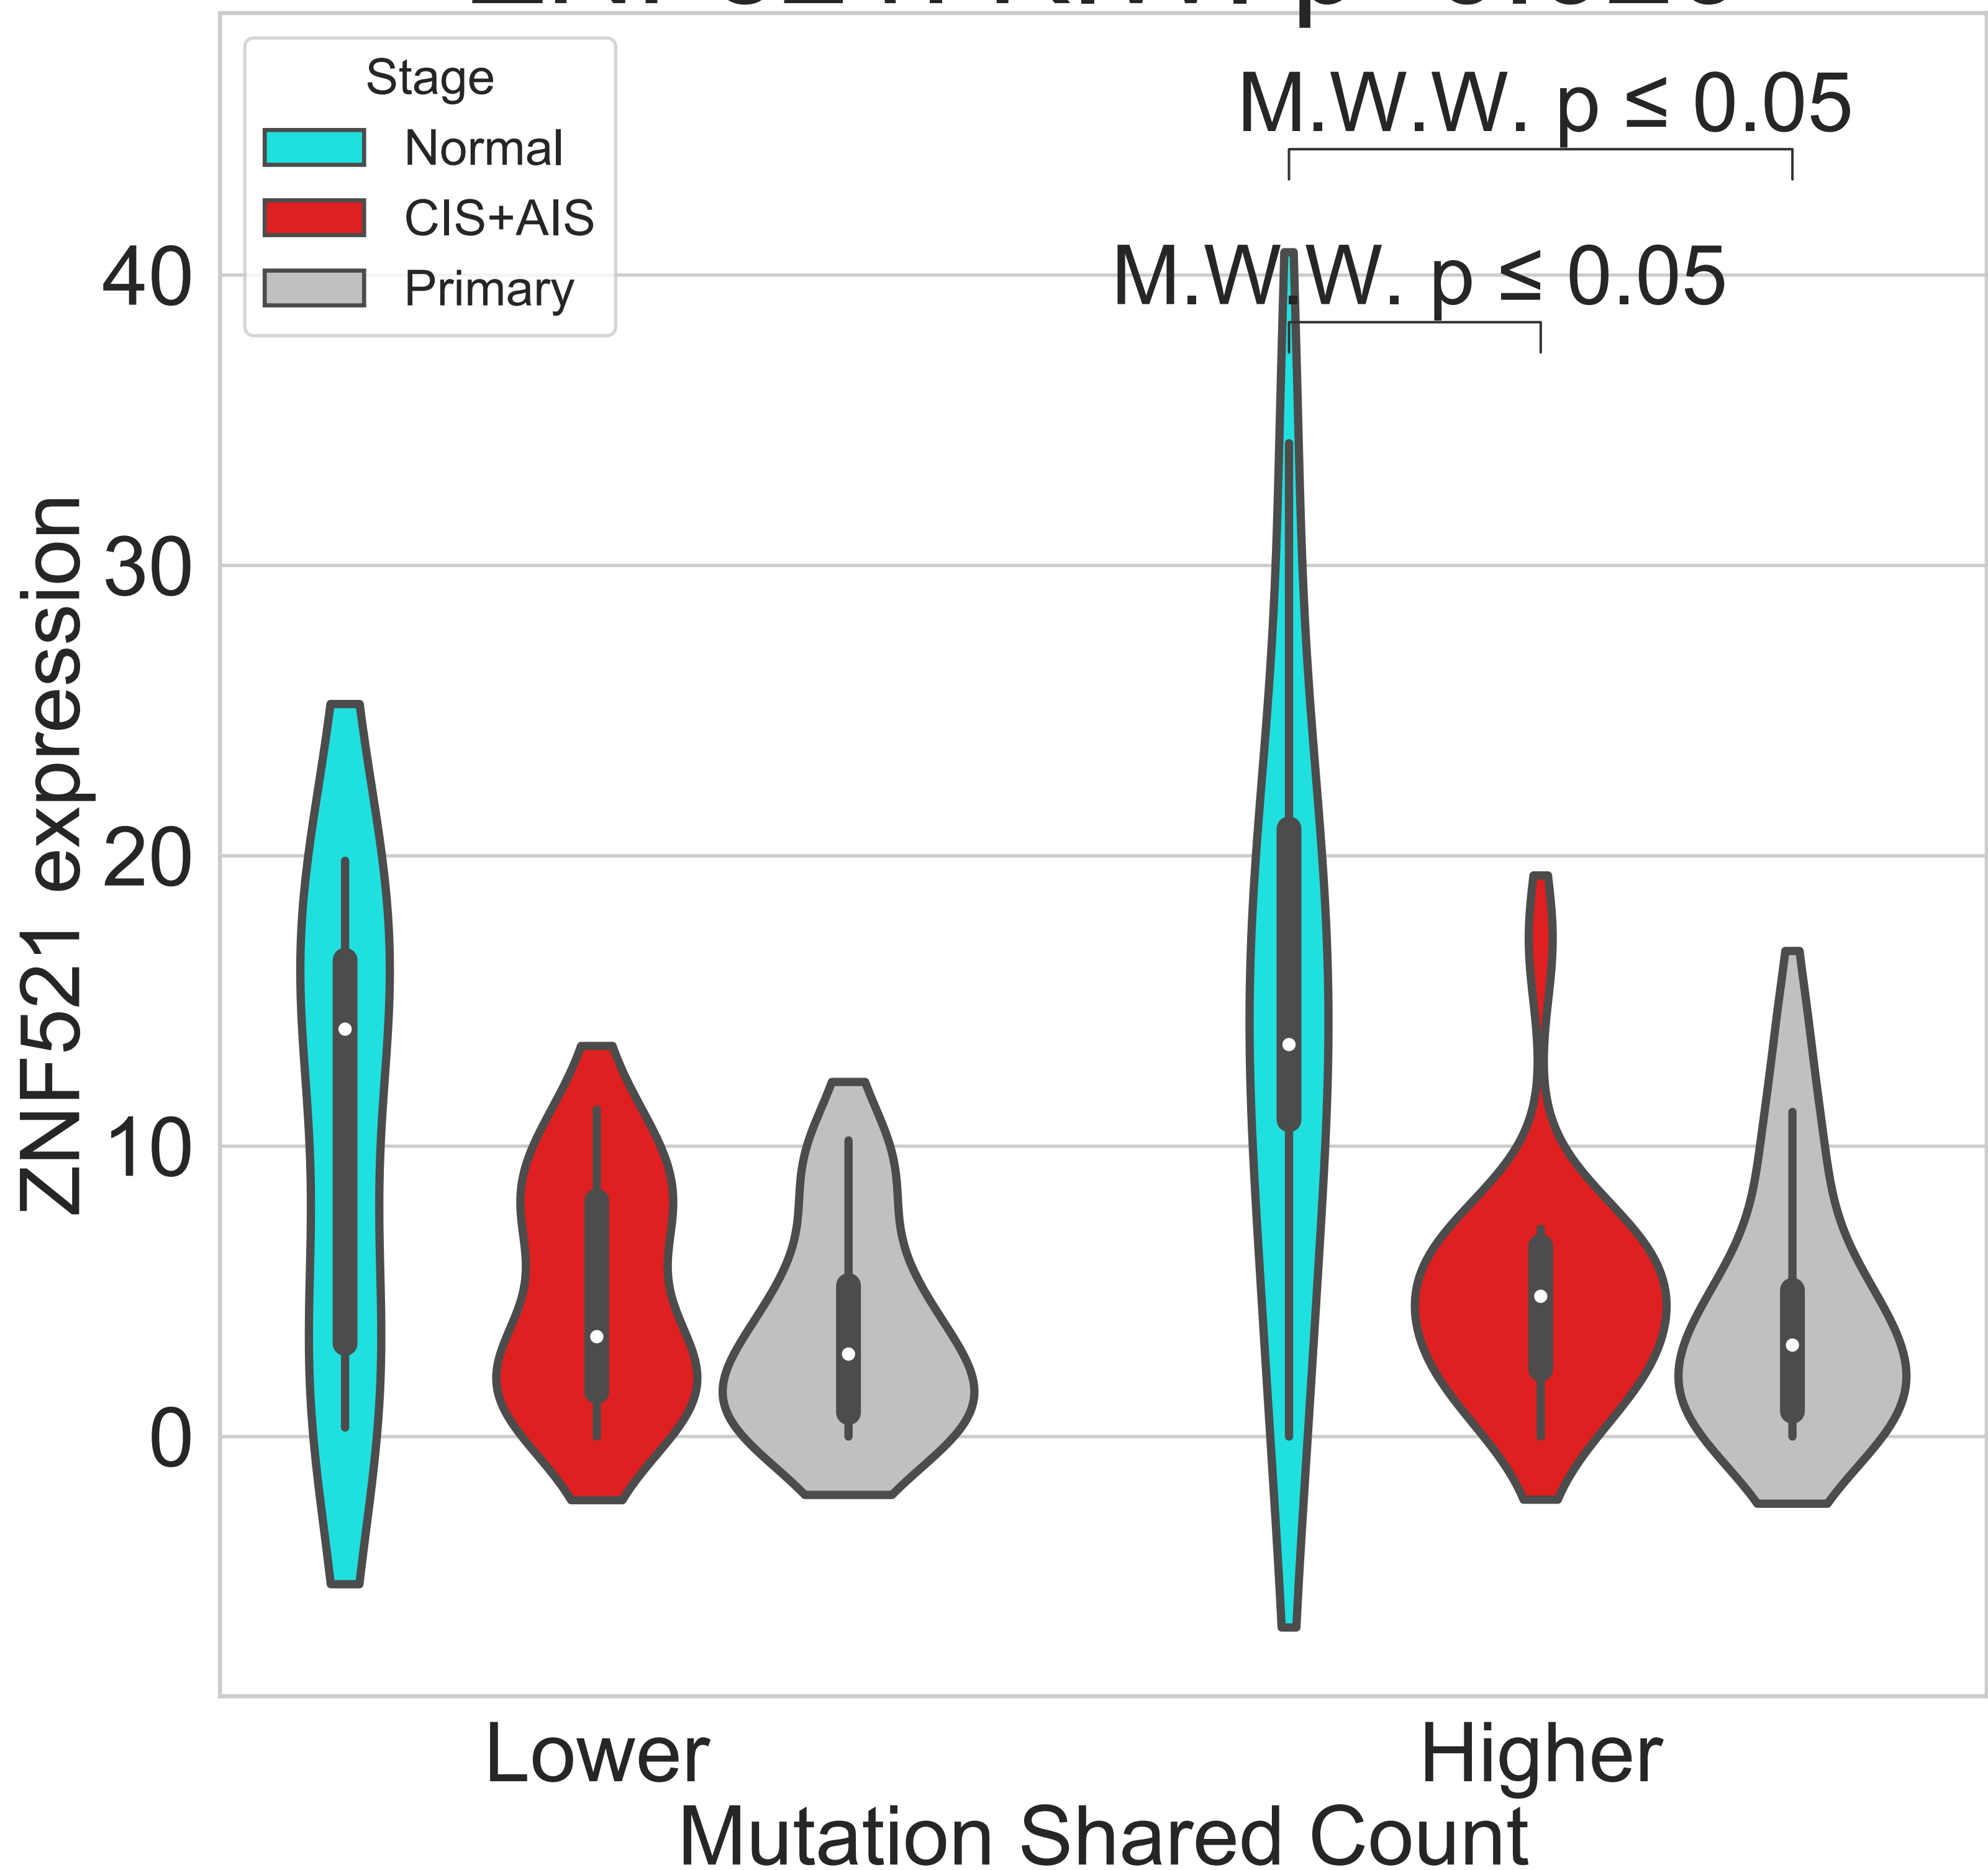 Stage
Normal
CIS+AIS
Primary
M.W.W. p ≤ 0.05
M.W.W. p ≤ 0.05
40
30
20
10
0
ZNF521 expression
Lower
Higher
Mutation Shared Count